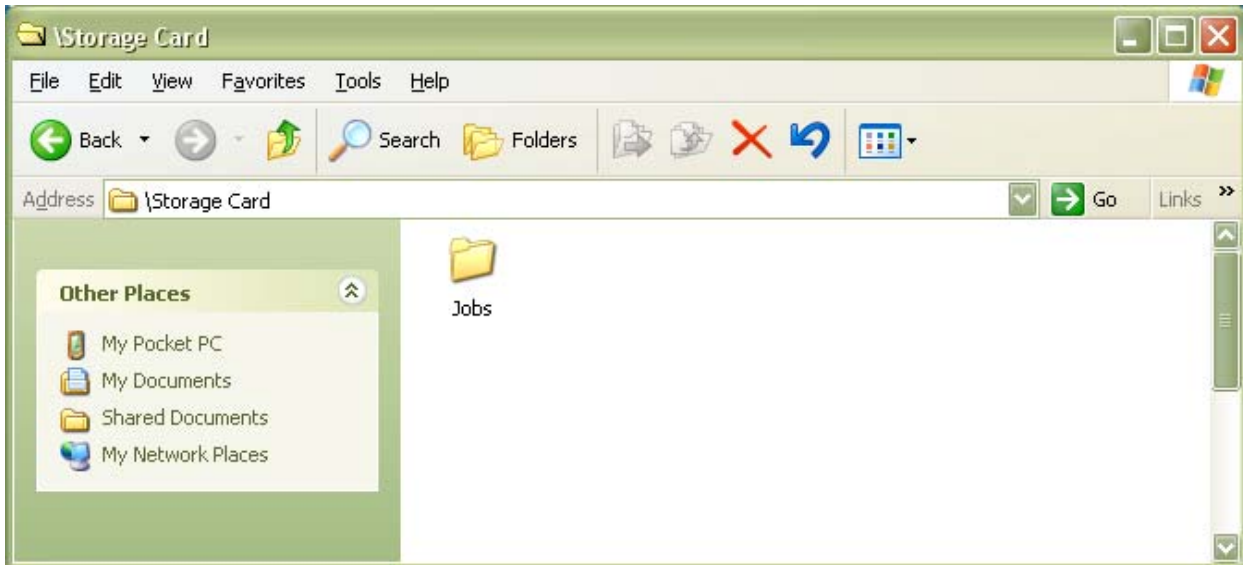 \Storage Card
File Edit View Favorites Tools Help
Back Search Folders
Address \Storage Card Go Links »
Other Places
Jobs
My Pocket PC
My Documents
Shared Documents
My Network Places